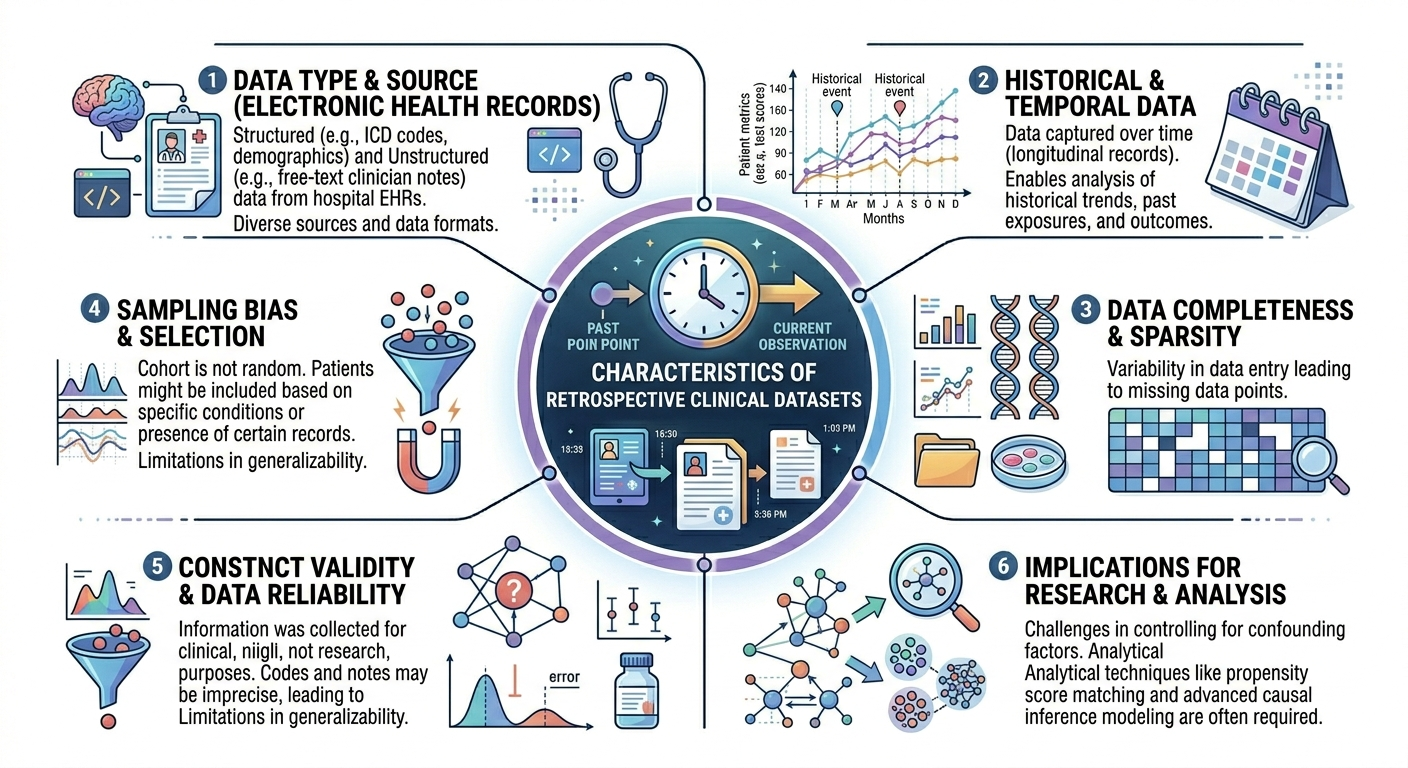 1 DATA TYPE & SOURCE
(ELECTRONIC HEALTH RECORDS)
Structured (e.g., ICD codes,
demographics) and Unstructured
(e.g., free-text clinician notes)
data from hospital EHRs.
Diverse sources and data formats.
</>
</>
Patient metrics
test scores)
140
160
120
90
60
Historical
event
Historical
event
1 F M Ar M J J A S O N D
Months
2 HISTORICAL &
TEMPORAL DATA
Data captured over time
(longitudinal records).
Enables analysis of
historical trends, past
exposures, and outcomes.
PAST
POIN POINT
CURRENT
OBSERVATION
CHARACTERISTICS OF
RETROSPECTIVE CLINICAL DATASETS
1:03 PM
16:30
3:36 PM
4 SAMPLING BIAS
& SELECTION
Cohort is not random. Patients
might be included based on
specific conditions or
presence of certain records.
Limitations in generalizability.
3 DATA COMPLETENESS
& SPARSITY
Variability in data entry leading
to missing data points.
5 CONSTNCT VALIDITY
& DATA RELIABILITY
Information was collected for
clinical, niigli, not research,
purposes. Codes and notes may
be imprecise, leading to
Limitations in generalizability.
?
error
6 IMPLICATIONS FOR
RESEARCH & ANALYSIS
Challenges in controlling for confounding
factors. Analytical
Analytical techniques like propensity
score matching and advanced causal
inference modeling are often required.